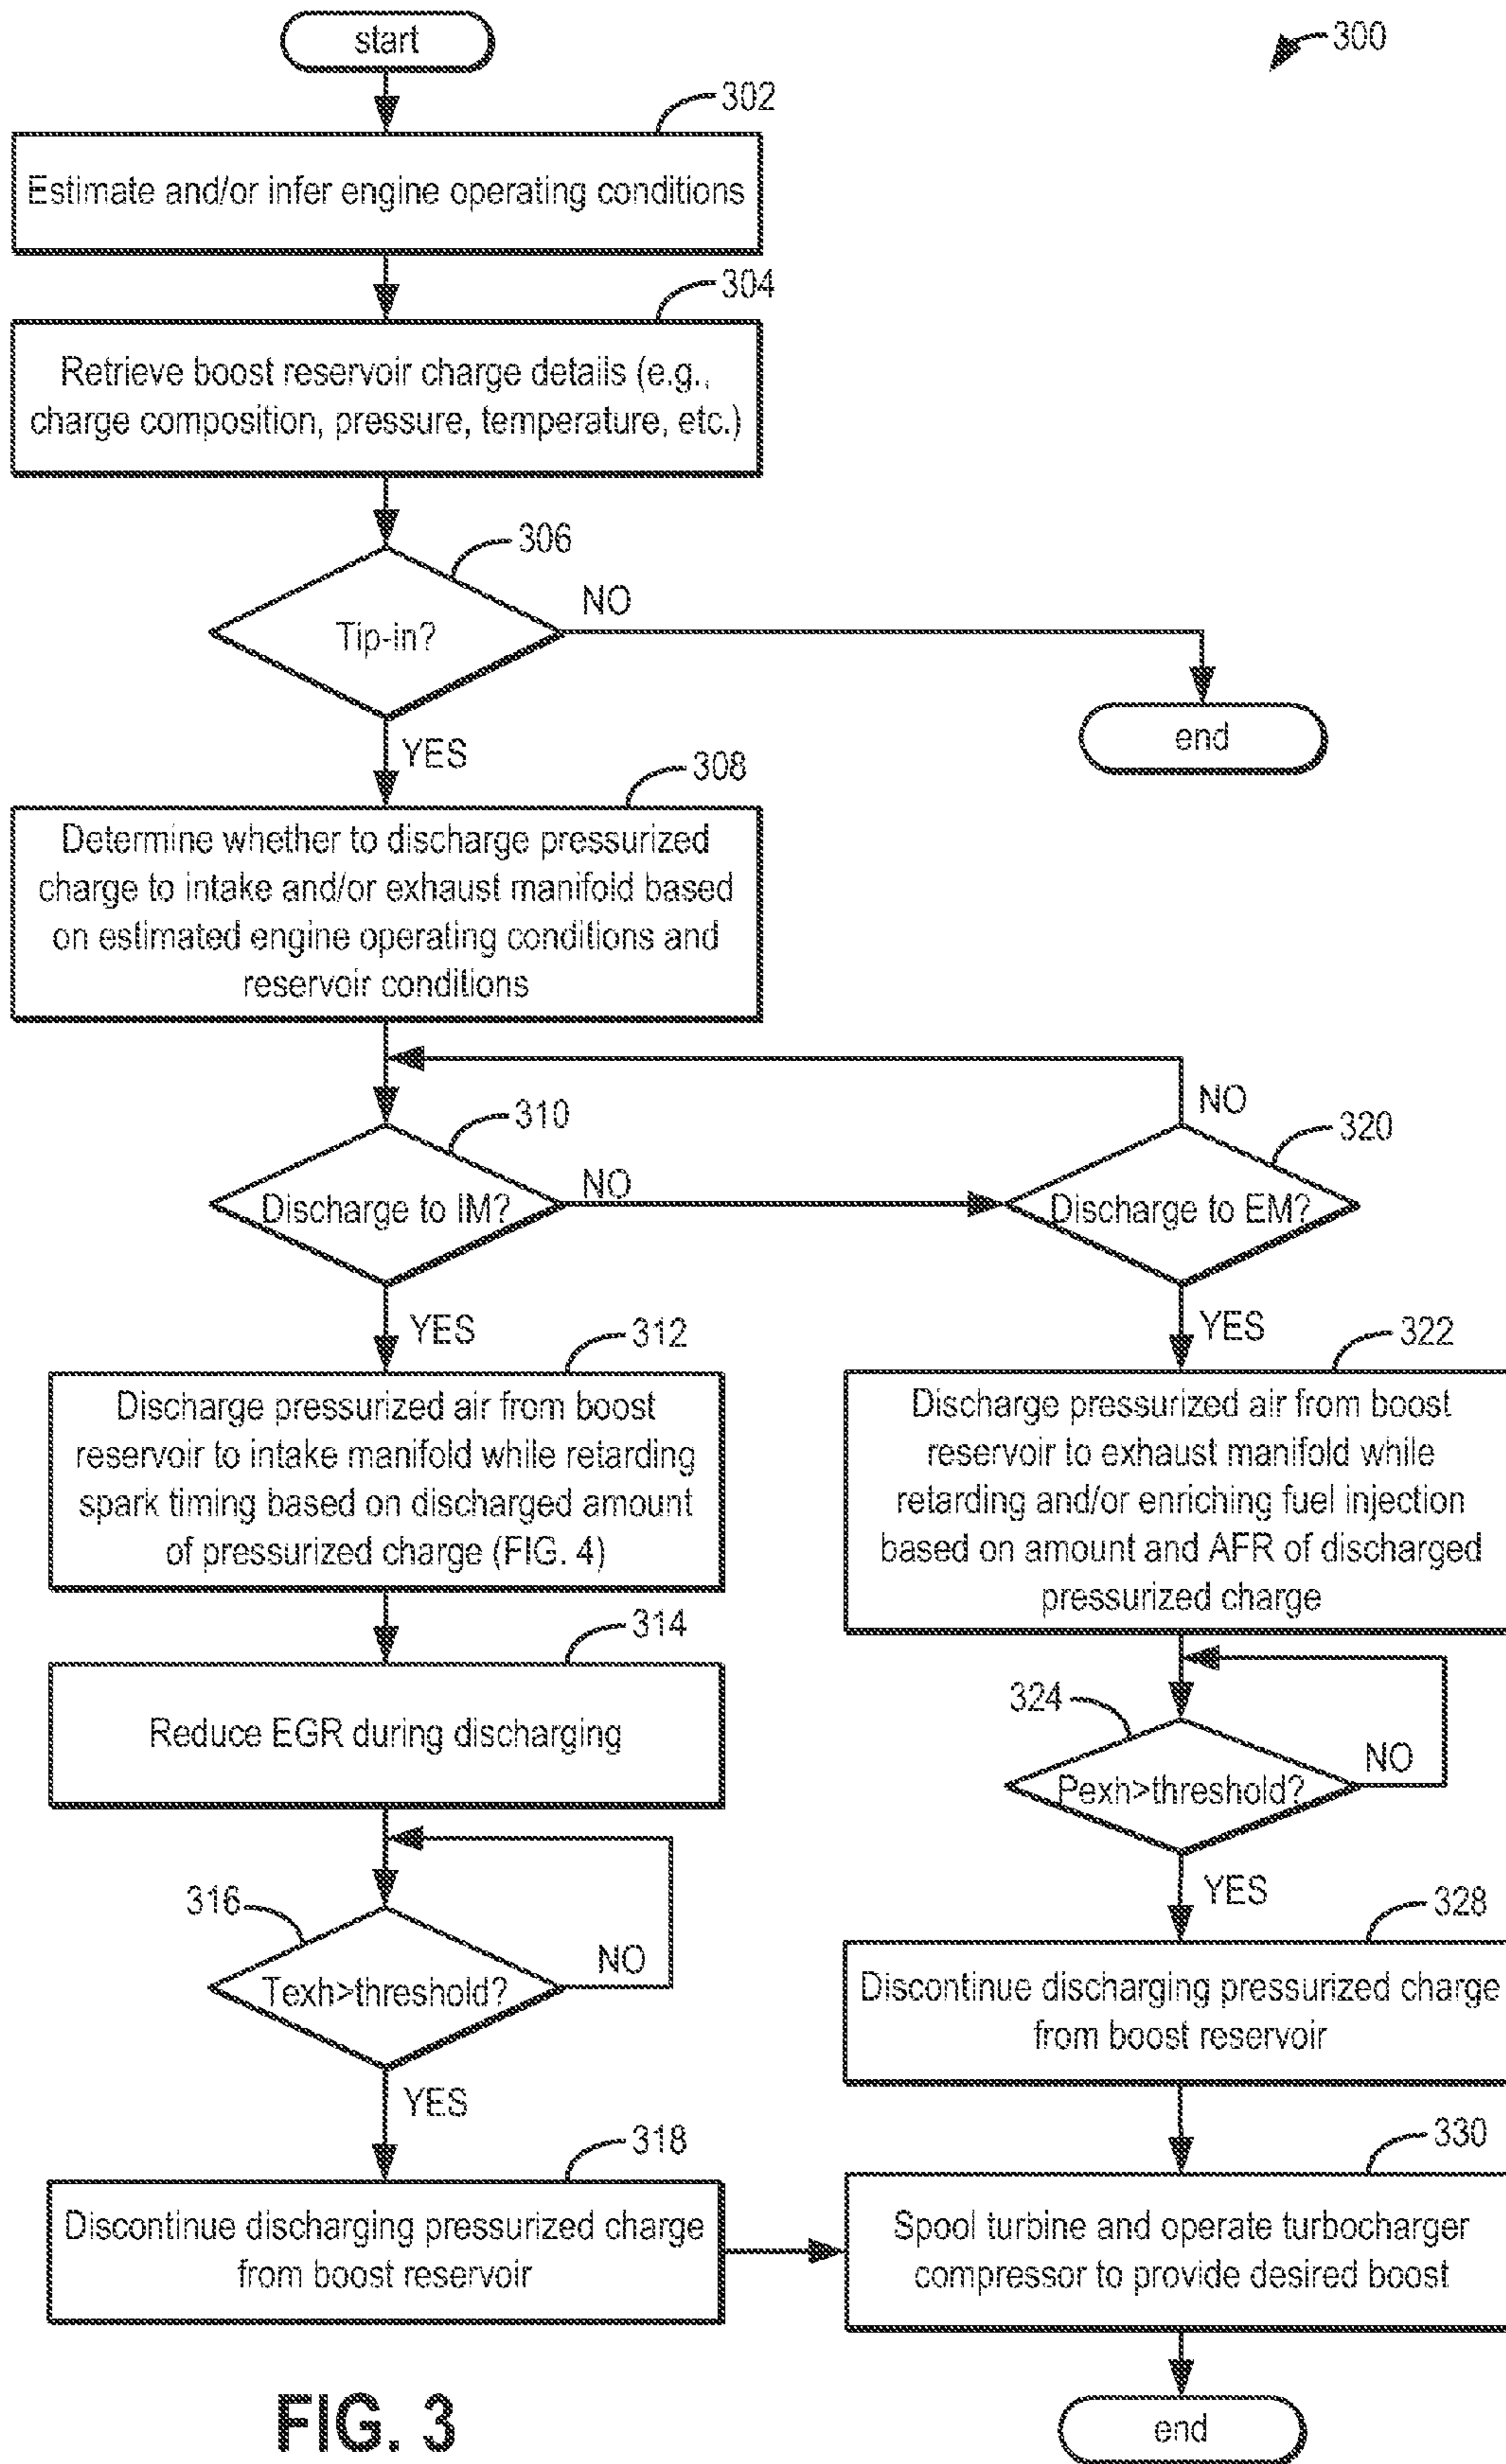 start
300
302
Estimate and/or infer engine operating conditions
304
Retrieve boost reservoir charge details (e.g.,
charge composition, pressure, temperature, etc.)
306
Tip-in?
NO
end
YES
308
Determine whether to discharge pressurized
charge to intake and/or exhaust manifold based
on estimated engine operating conditions and
reservoir conditions
310
Discharge to IM?
NO
NO
320
Discharge to EM?
YES
312
Discharge pressurized air from boost
reservoir to intake manifold while retarding
spark timing based on discharged amount
of pressurized charge (FIG. 4)
314
Reduce EGR during discharging
316
Texh>threshold?
NO
YES
318
Discontinue discharging pressurized charge
from boost reservoir
YES
322
Discharge pressurized air from boost
reservoir to exhaust manifold while
retarding and/or enriching fuel injection
based on amount and AFR of discharged
pressurized charge
324
Pexh>threshold?
NO
YES
328
Discontinue discharging pressurized charge
from boost reservoir
330
Spool turbine and operate turbocharger
compressor to provide desired boost
end
FIG. 3